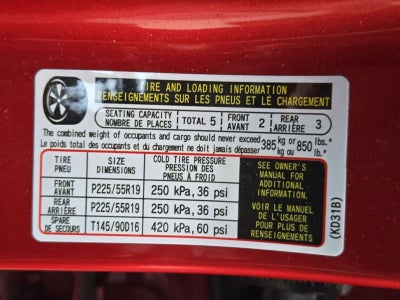 TIRE AND LOADING INFORMATION
RENSEIGNEMENTS SUR LES PNEUS ET LE CHARGEMENT
SEATING CAPACITY
NOMBRE DE PLACES
TOTAL 5
FRONT
AVANT
2
REAR
ARRIÈRE
3
The combined weight of occupants and cargo should never exceed
Le poids total des occupants et du chargement ne doit jamais dépasser
385 kg or ou 850 lb. lbs.
TIRE
PNEU
SIZE
DIMENSIONS
COLD TIRE PRESSURE
PRESSION DES
PNEUS A FROID
FRONT
AVANT
P225/55R19
250 kPa, 36 psi
REAR
ARRIÈRE
P225/55R19
250 kPa, 36 psi
SPARE
DE SECOURS
T145/90D16
420 kPa, 60 psi
SEE OWNER'S
MANUAL FOR
ADDITIONAL
INFORMATION
VOIR LE MANUEL
DE L'USAGER
POUR PLUS DE
RENSEIGNEMENTS
(KD31B)